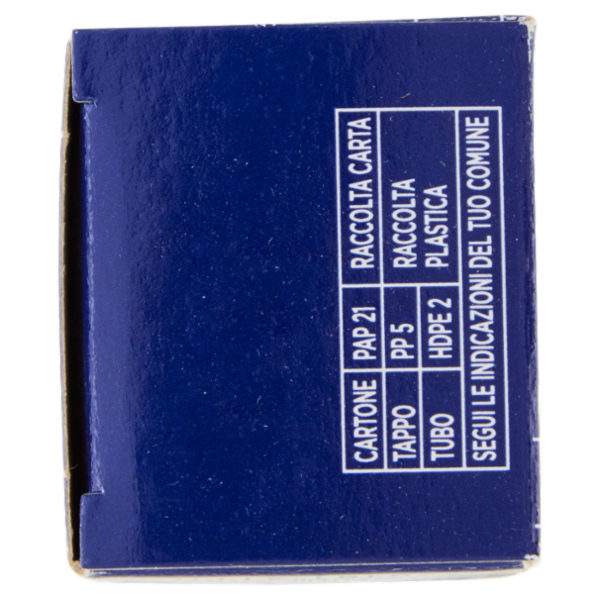 CARTONE PAP 21 RACCOLTA CARTA
TAPPO PP 5 RACCOLTA
TUBO HDPE 2 PLASTICA
SEGUI LE INDICAZIONI DEL TUO COMUNE